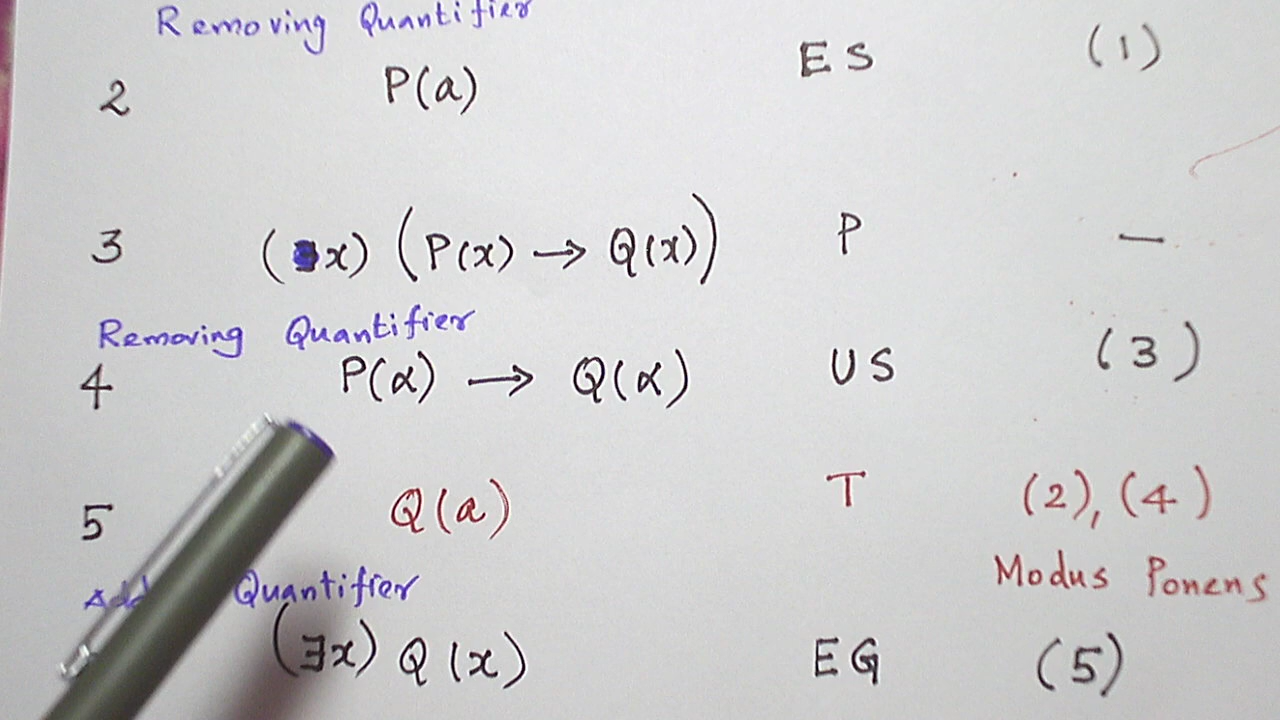 Removing Quantifier
2 P(a) ES (1)
3 (∃x) (P(x) → Q(x)) P —
Removing Quantifier
4 P(α) → Q(α) US (3)
5 Q(a) T (2), (4)
Modus Ponens
Quantifier
(∃x) Q(x) EG (5)